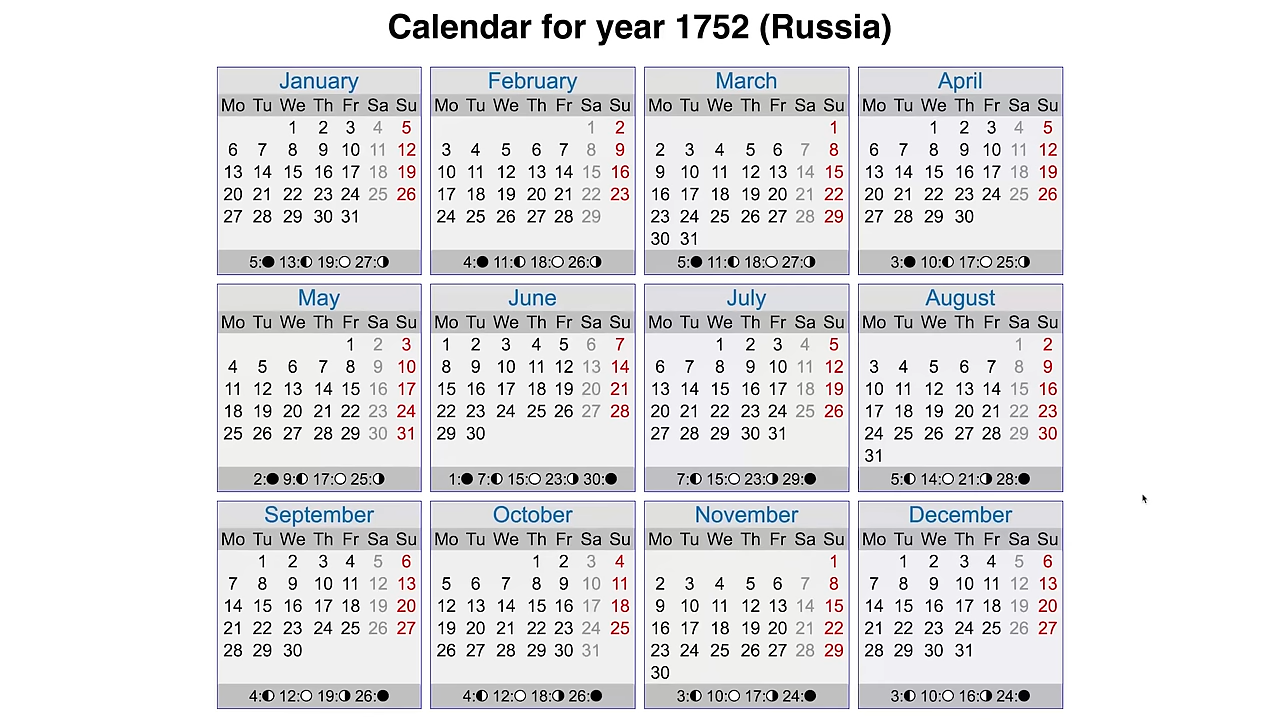 Calendar for year 1752 (Russia)
January
Mo Tu We Th Fr Sa Su
1 2 3 4 5
6 7 8 9 10 11 12
13 14 15 16 17 18 19
20 21 22 23 24 25 26
27 28 29 30 31
5:● 13:◐ 19:○ 27:◑
February
Mo Tu We Th Fr Sa Su
1 2
3 4 5 6 7 8 9
10 11 12 13 14 15 16
17 18 19 20 21 22 23
24 25 26 27 28 29
4:● 11:◐ 18:○ 26:◑
March
Mo Tu We Th Fr Sa Su
1
2 3 4 5 6 7 8
9 10 11 12 13 14 15
16 17 18 19 20 21 22
23 24 25 26 27 28 29
30 31
5:● 11:◐ 18:○ 27:◑
April
Mo Tu We Th Fr Sa Su
1 2 3 4 5
6 7 8 9 10 11 12
13 14 15 16 17 18 19
20 21 22 23 24 25 26
27 28 29 30
3:● 10:◐ 17:○ 25:◑
May
Mo Tu We Th Fr Sa Su
1 2 3
4 5 6 7 8 9 10
11 12 13 14 15 16 17
18 19 20 21 22 23 24
25 26 27 28 29 30 31
2:● 9:◐ 17:○ 25:◑
June
Mo Tu We Th Fr Sa Su
1 2 3 4 5 6 7
8 9 10 11 12 13 14
15 16 17 18 19 20 21
22 23 24 25 26 27 28
29 30
1:● 7:◐ 15:○ 23:◑ 30:●
July
Mo Tu We Th Fr Sa Su
1 2 3 4 5
6 7 8 9 10 11 12
13 14 15 16 17 18 19
20 21 22 23 24 25 26
27 28 29 30 31
7:◐ 15:○ 23:◑ 29:●
August
Mo Tu We Th Fr Sa Su
1 2
3 4 5 6 7 8 9
10 11 12 13 14 15 16
17 18 19 20 21 22 23
24 25 26 27 28 29 30
31
5:◐ 14:○ 21:◑ 28:●
September
Mo Tu We Th Fr Sa Su
1 2 3 4 5 6
7 8 9 10 11 12 13
14 15 16 17 18 19 20
21 22 23 24 25 26 27
28 29 30
4:◐ 12:○ 19:◑ 26:●
October
Mo Tu We Th Fr Sa Su
1 2 3 4
5 6 7 8 9 10 11
12 13 14 15 16 17 18
19 20 21 22 23 24 25
26 27 28 29 30 31
4:◐ 12:○ 18:◑ 26:●
November
Mo Tu We Th Fr Sa Su
1
2 3 4 5 6 7 8
9 10 11 12 13 14 15
16 17 18 19 20 21 22
23 24 25 26 27 28 29
30
3:◐ 10:○ 17:◑ 24:●
December
Mo Tu We Th Fr Sa Su
1 2 3 4 5 6
7 8 9 10 11 12 13
14 15 16 17 18 19 20
21 22 23 24 25 26 27
28 29 30 31
3:◐ 10:○ 16:◑ 24:●